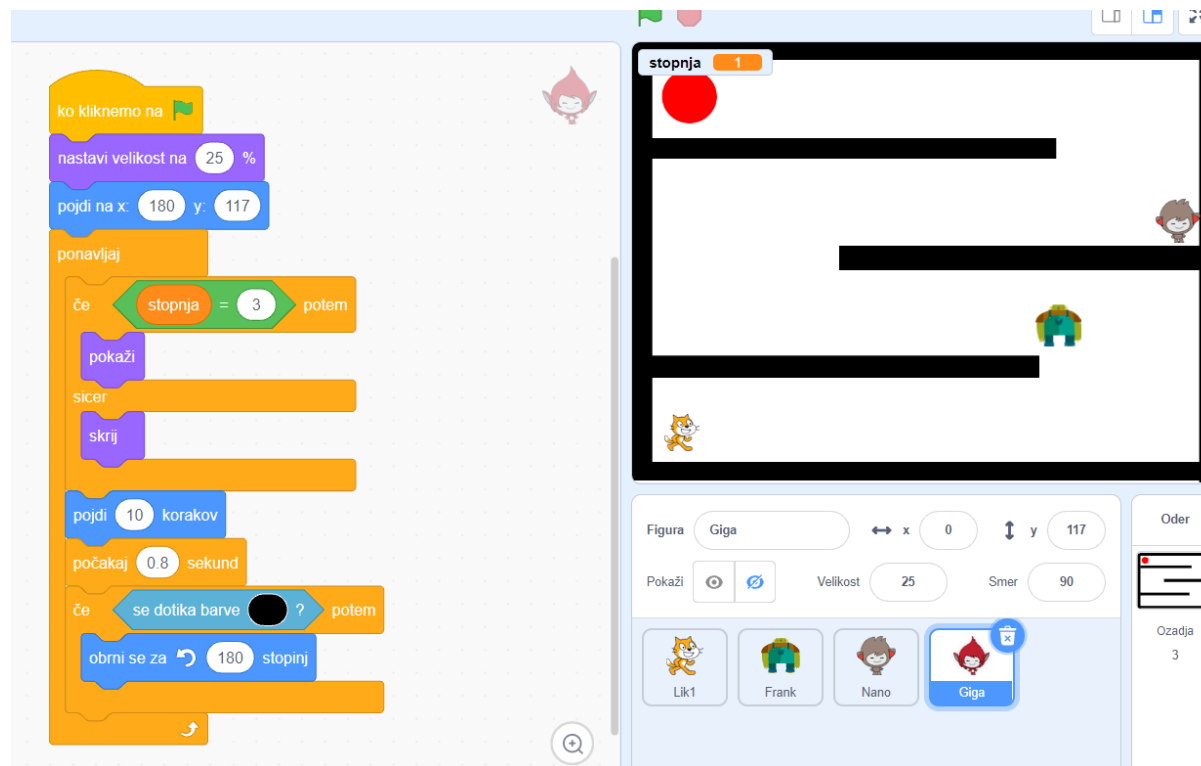 ko kliknemo na
nastavi velikost na 25 %
pojdi na x: 180 y: 117
ponavljaj
če stopnja = 3 potem
pokaži
sicer
skrij
pojdi 10 korakov
počakaj 0.8 sekund
če se dotika barve ? potem
obrni se za 180 stopinj
stopnja 1
Figura Giga x 0 y 117
Pokaži Velikost 25 Smer 90
Lik1 Frank Nano Giga
Oder
Ozadja
3